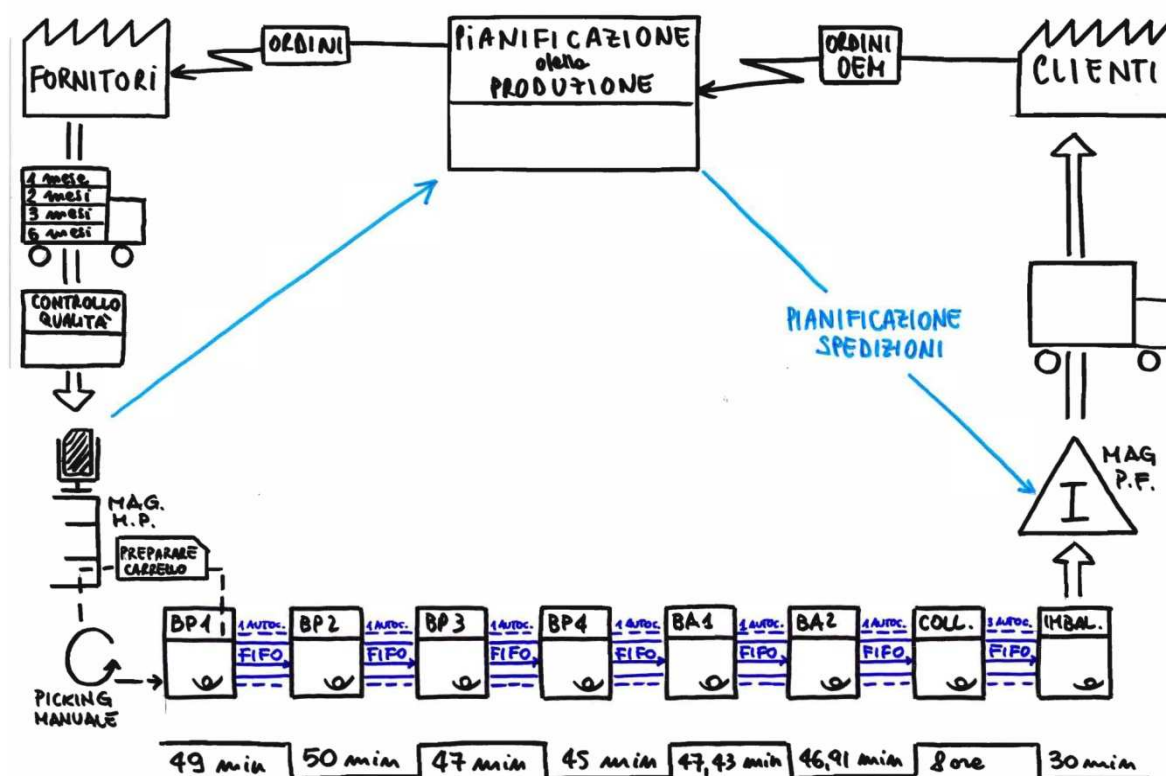 ORDINI
PiANIFICAZIONE
della
PRODUZIONE
ORDINI
OEM
FORNITORi
CLIENTI
1 mese
2 mesi
3 mesi
6 mesi
CONTROLLO
QUALITÀ
PIANIFICAZIONE
SPEDIZIONI
MAG.
M.P.
PREPARARE
CARRELLO
MAG
P.F.
I
BP1
1 AUTOC.
FIFO
BP2
1 AUTOC.
FIFO
BP3
1 AUTOC.
FIFO
BP4
1 AUTOC.
FIFO
BA1
1 AUTOC.
FIFO
BA2
1 AUTOC.
FIFO
COLL.
3 AUTOC.
FIFO
IMBAL.
PICKING
MANUALE
49 min
50 min
47 min
45 min
47,43 min
46,91 min
8 ore
30 min